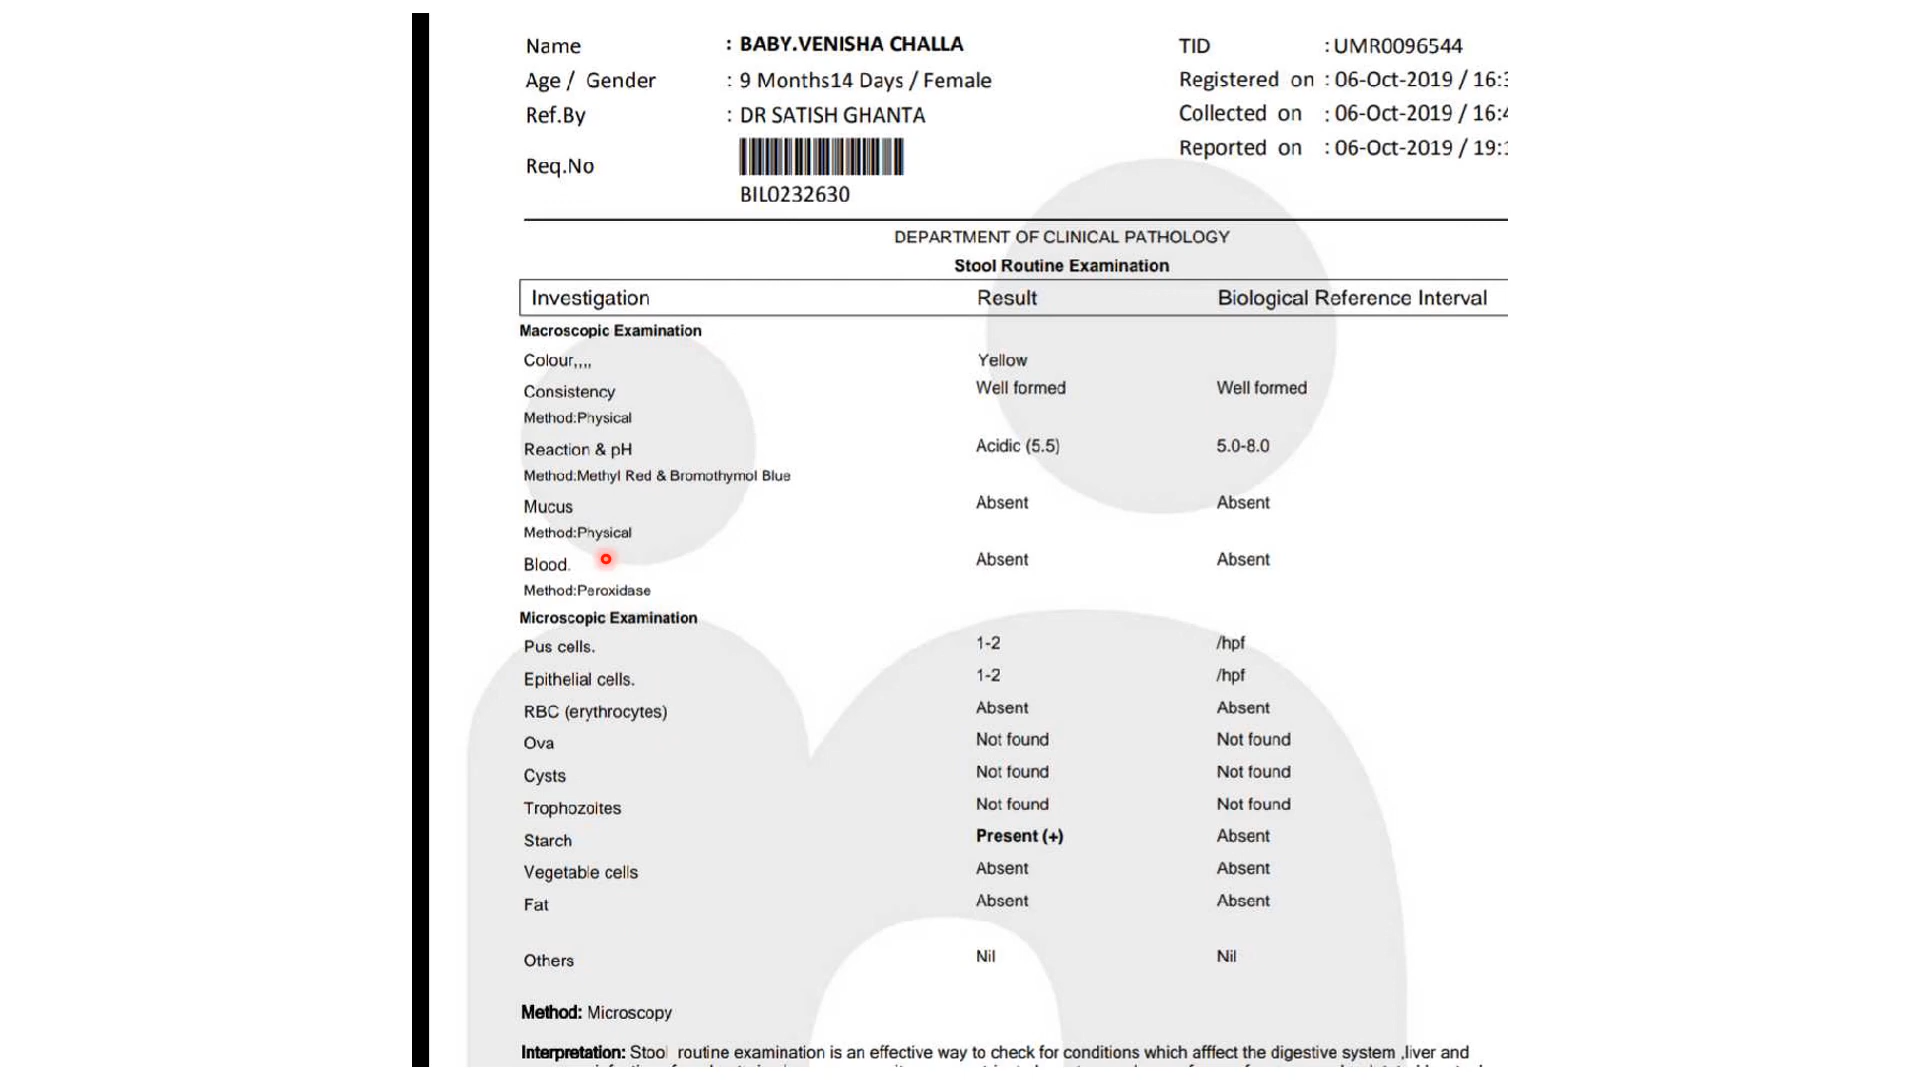 Name : BABY.VENISHA CHALLA TID : UMR0096544
Age / Gender : 9 Months14 Days / Female Registered on : 06-Oct-2019 / 16:
Ref.By : DR SATISH GHANTA Collected on : 06-Oct-2019 / 16:
Reported on : 06-Oct-2019 / 19:
Req.No
BIL0232630
DEPARTMENT OF CLINICAL PATHOLOGY
Stool Routine Examination
Investigation Result Biological Reference Interval
Macroscopic Examination
Colour,,,, Yellow
Consistency Well formed Well formed
Method:Physical
Reaction & pH Acidic (5.5) 5.0-8.0
Method:Methyl Red & Bromothymol Blue
Mucus Absent Absent
Method:Physical
Blood. Absent Absent
Method:Peroxidase
Microscopic Examination
Pus cells. 1-2 /hpf
Epithelial cells. 1-2 /hpf
RBC (erythrocytes) Absent Absent
Ova Not found Not found
Cysts Not found Not found
Trophozoites Not found Not found
Starch Present (+) Absent
Vegetable cells Absent Absent
Fat Absent Absent
Others Nil Nil
Method: Microscopy
Interpretation: Stool routine examination is an effective way to check for conditions which afffect the digestive system ,liver and